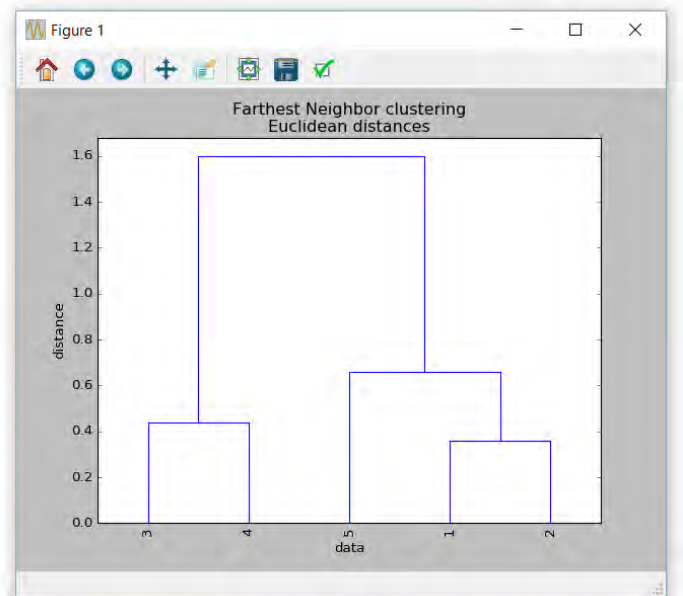 Figure 1
Farthest Neighbor clustering
Euclidean distances
1.6
1.4
1.2
1.0
0.8
0.6
0.4
0.2
0.0
distance
3 4 5 1 2
data